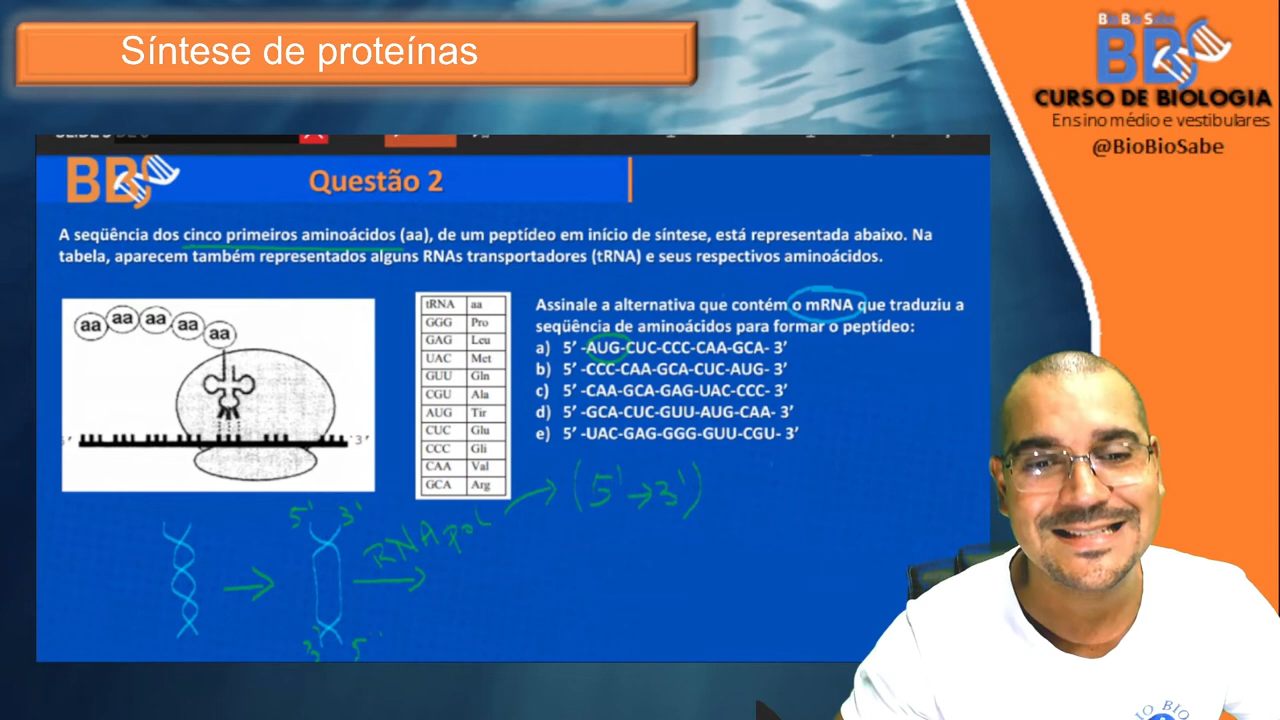 Síntese de proteínas
Bio Bio Sabe
BBS
CURSO DE BIOLOGIA
Ensino médio e vestibulares
@BioBioSabe
BBS
Questão 2
A seqüência dos cinco primeiros aminoácidos (aa), de um peptídeo em início de síntese, está representada abaixo. Na
tabela, aparecem também representados alguns RNAs transportadores (tRNA) e seus respectivos aminoácidos.
aa aa aa aa aa
5' 3'
tRNA aa
GGG Pro
GAG Leu
UAC Met
GUU Gln
CGU Ala
AUG Tir
CUC Glu
CCC Gli
CAA Val
GCA Arg
Assinale a alternativa que contém o mRNA que traduziu a
seqüência de aminoácidos para formar o peptídeo:
a) 5’ -AUG-CUC-CCC-CAA-GCA- 3’
b) 5’ -CCC-CAA-GCA-CUC-AUG- 3’
c) 5’ -CAA-GCA-GAG-UAC-CCC- 3’
d) 5’ -GCA-CUC-GUU-AUG-CAA- 3’
e) 5’ -UAC-GAG-GGG-GUU-CGU- 3’
5' 3'
RNA pol
(5' → 3')
3' 5'
BIO